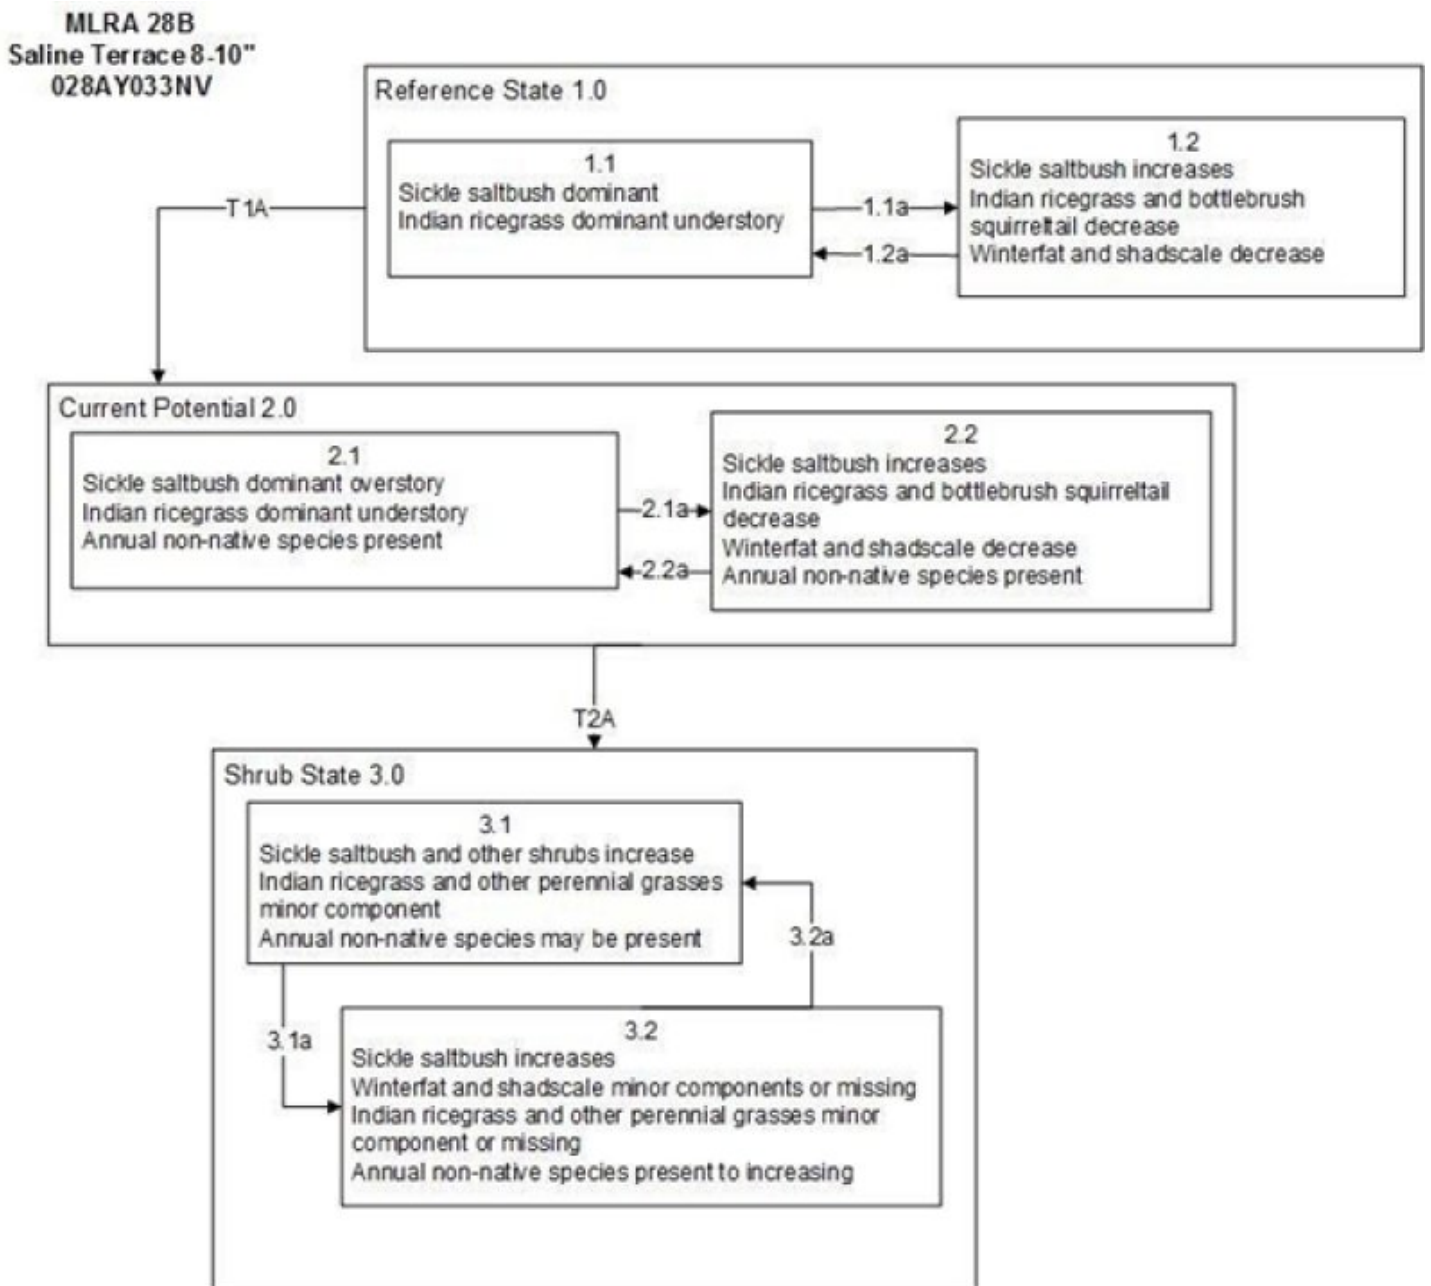 MLRA 28B
Saline Terrace 8-10"
028AY033NV
Reference State 1.0
1.1
Sickle saltbush dominant
Indian ricegrass dominant understory
1.1a
1.2a
1.2
Sickle saltbush increases
Indian ricegrass and bottlebrush
squirreltail decrease
Winterfat and shadscale decrease
T1A
Current Potential 2.0
2.1
Sickle saltbush dominant overstory
Indian ricegrass dominant understory
Annual non-native species present
2.1a
2.2a
2.2
Sickle saltbush increases
Indian ricegrass and bottlebrush squirreltail
decrease
Winterfat and shadscale decrease
Annual non-native species present
T2A
Shrub State 3.0
3.1
Sickle saltbush and other shrubs increase
Indian ricegrass and other perennial grasses
minor component
Annual non-native species may be present
3.2a
3.1a
3.2
Sickle saltbush increases
Winterfat and shadscale minor components or missing
Indian ricegrass and other perennial grasses minor
component or missing
Annual non-native species present to increasing